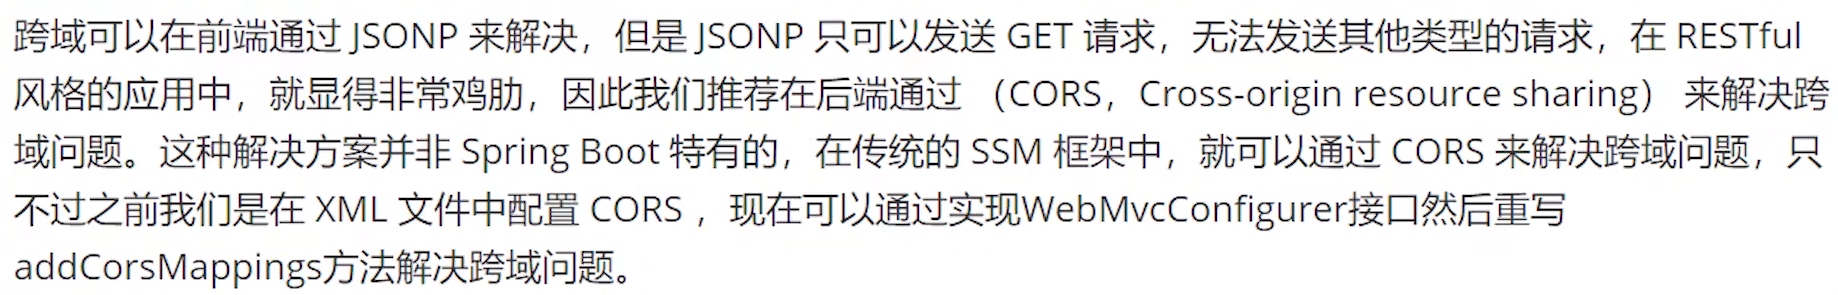 跨域可以在前端通过 JSONP 来解决，但是 JSONP 只可以发送 GET 请求，无法发送其他类型的请求，在 RESTful
风格的应用中，就显得非常鸡肋，因此我们推荐在后端通过 （CORS，Cross-origin resource sharing） 来解决跨
域问题。这种解决方案并非 Spring Boot 特有的，在传统的 SSM 框架中，就可以通过 CORS 来解决跨域问题，只
不过之前我们是在 XML 文件中配置 CORS ，现在可以通过实现WebMvcConfigurer接口然后重写
addCorsMappings方法解决跨域问题。